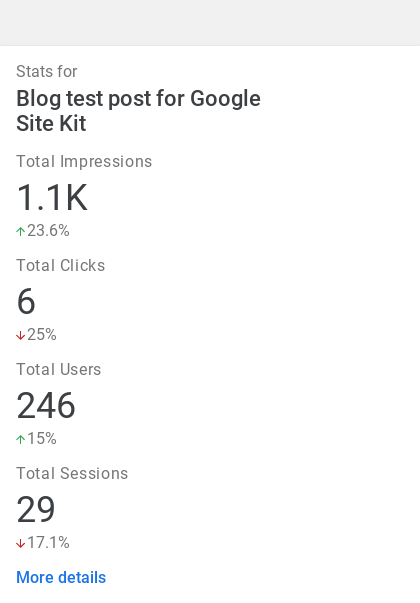 Stats for
Blog test post for Google
Site Kit
Total Impressions
1.1K
↑23.6%
Total Clicks
6
↓25%
Total Users
246
↑15%
Total Sessions
29
↓17.1%
More details